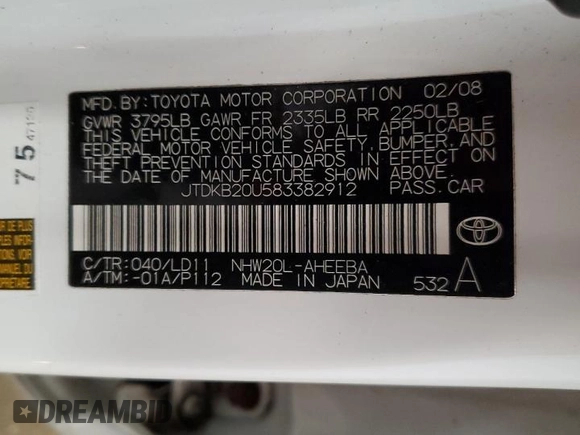 MFD.BY:TOYOTA MOTOR CORPORATION 02/08
GVWR 3795LB GAWR FR 2335LB RR 2250LB
THIS VEHICLE CONFORMS TO ALL APPLICABLE
FEDERAL MOTOR VEHICLE SAFETY,BUMPER,AND
THEFT PREVENTION STANDARDS IN EFFECT ON
THE DATE OF MANUFACTURE SHOWN ABOVE.
JTDKB20U583382912 PASS.CAR
C/TR:040/LD11 NHW20L-AHEEBA
A/TM:-01A/P112 MADE IN JAPAN 532 A
75
DREAMBID